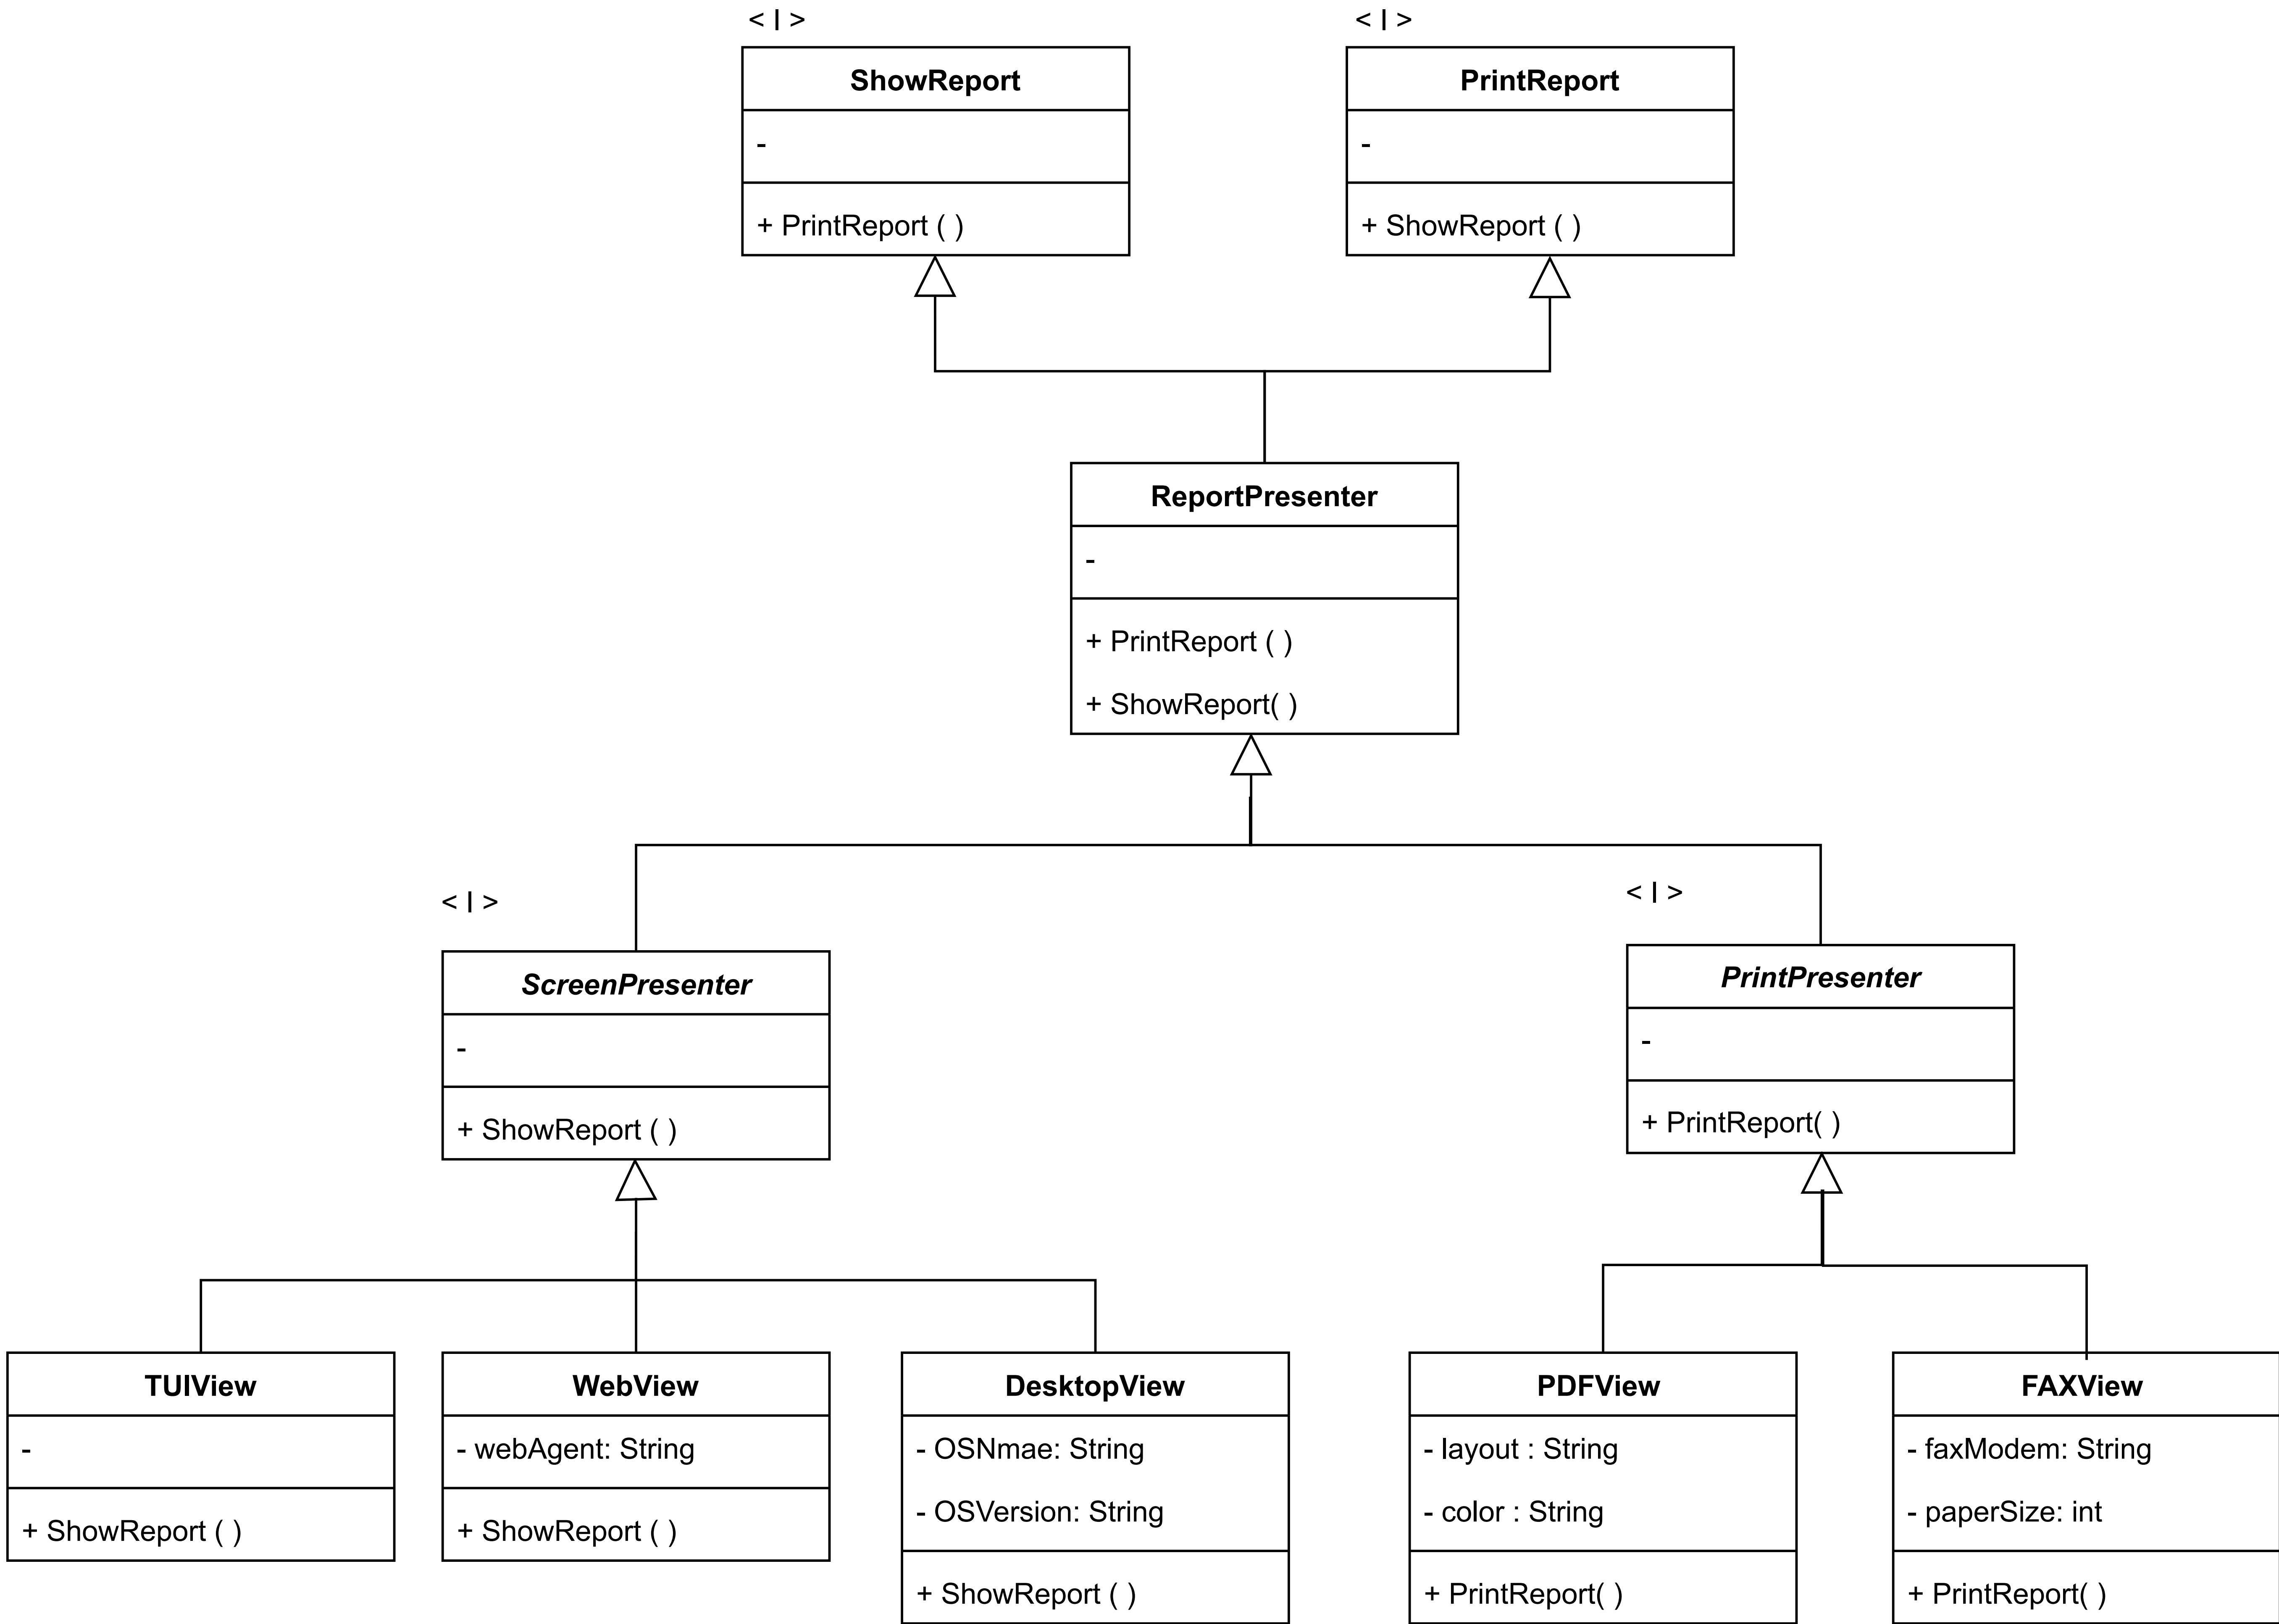 < I >
< I >
ShowReport
-
+ PrintReport ( )
PrintReport
-
+ ShowReport ( )
ReportPresenter
-
+ PrintReport ( )
+ ShowReport( )
< I >
ScreenPresenter
-
+ ShowReport ( )
< I >
PrintPresenter
-
+ PrintReport( )
TUIView
-
+ ShowReport ( )
WebView
- webAgent: String
+ ShowReport ( )
DesktopView
- OSNmae: String
- OSVersion: String
+ ShowReport ( )
PDFView
- layout : String
- color : String
+ PrintReport( )
FAXView
- faxModem: String
- paperSize: int
+ PrintReport( )